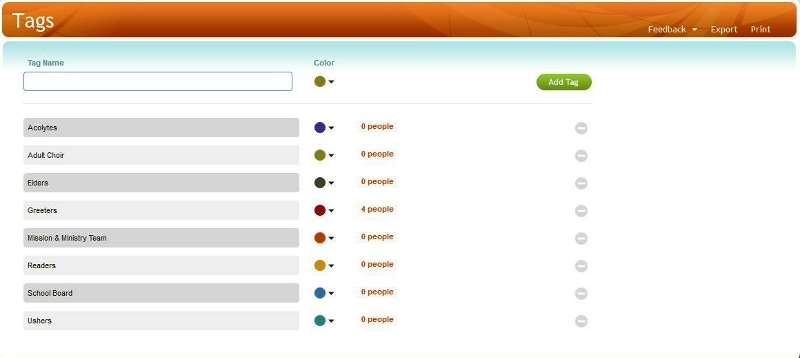 Tags
Feedback Export Print
Tag Name Color
Add Tag
Acolytes 0 people
Adult Choir 0 people
Elders 0 people
Greeters 4 people
Mission & Ministry Team 0 people
Readers 0 people
School Board 0 people
Ushers 0 people